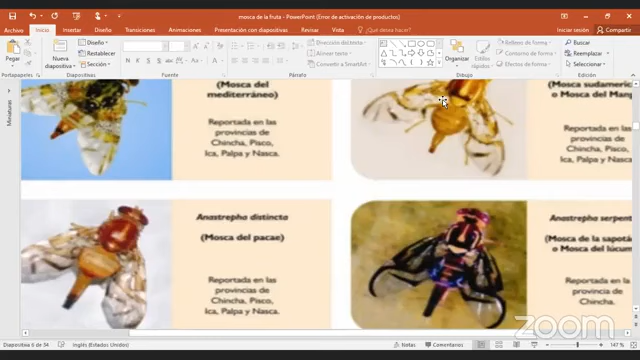 mosca de la fruta - PowerPoint (Error de activación de productos)
Archivo Inicio Insertar Diseño Transiciones Animaciones Presentación con diapositivas Revisar Vista ¿Qué desea hacer? Iniciar sesión Compartir
Pegar
Nueva diapositiva
Diseño
Restablecer
Sección
Dirección del texto
Alinear texto
Convertir a SmartArt
Organizar
Estilos
Relleno de forma
Contorno de forma
Efectos de forma
Buscar
Reemplazar
Seleccionar
Portapapeles Diapositivas Fuente Párrafo Dibujo Edición
Miniaturas
(Mosca del
mediterráneo)
Reportada en las
provincias de
Chincha, Pisco,
Ica, Palpa y Nasca.
(Mosca sudameric
o Mosca del Man
Reportada en las
provincias de
Chincha, Pisco,
Ica, Palpa y Nasca.
Anastrepha distincta
(Mosca del pacae)
Reportada en las
provincias de
Chincha, Pisco,
Ica, Palpa y Nasca.
Anastrepha serpent
(Mosca de la sapota
o Mosca del lúcum
Reportada en las
provincias de
Chincha.
Diapositiva 6 de 54 Inglés (Estados Unidos) Notas Comentarios 147 %
zoom